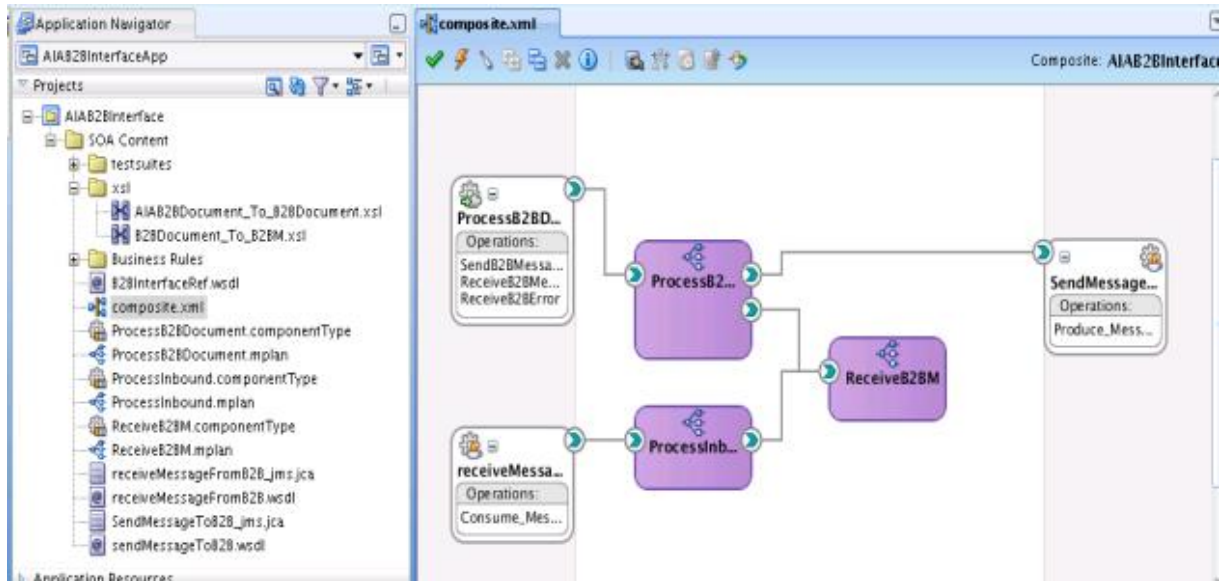 Application Navigator
AIAB2BInterfaceApp
Projects
AIAB2BInterface
SOA Content
testsuites
xsl
AIAB2BDocument_To_B2BDocument.xsl
B2BDocument_To_B2BM.xsl
Business Rules
B2BInterfaceRef.wsdl
composite.xml
ProcessB2BDocument.componentType
ProcessB2BDocument.mplan
ProcessInbound.componentType
ProcessInbound.mplan
ReceiveB2BM.componentType
ReceiveB2BM.mplan
receiveMessageFromB2B_jms.jca
receiveMessageFromB2B.wsdl
SendMessageToB2B_jms.jca
sendMessageToB2B.wsdl
Application Resources
composite.xml
Composite: AIAB2BInterface
ProcessB2BD...
Operations:
SendB2BMessa...
ReceiveB2BMe...
ReceiveB2BError
ProcessB2...
SendMessage...
Operations:
Produce_Mess...
ReceiveB2BM
receiveMessa...
Operations:
Consume_Mes...
ProcessInb...